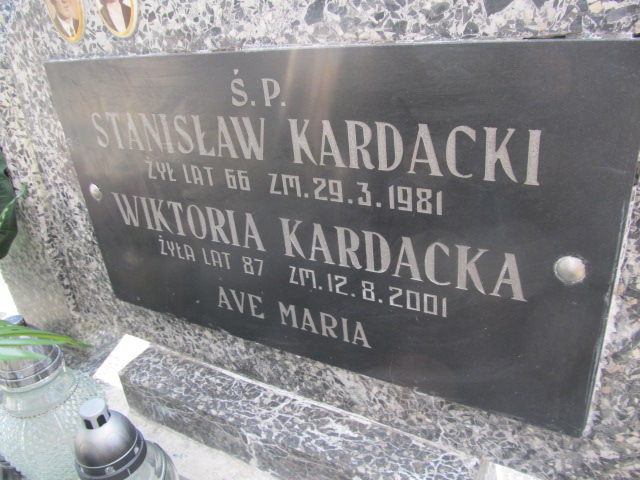 Ś.P.
STANISŁAW KARDACKI
ŻYŁ LAT 66 ZM. 29.3.1981
WIKTORIA KARDACKA
ŻYŁA LAT 87 ZM. 12.8.2001
AVE MARIA